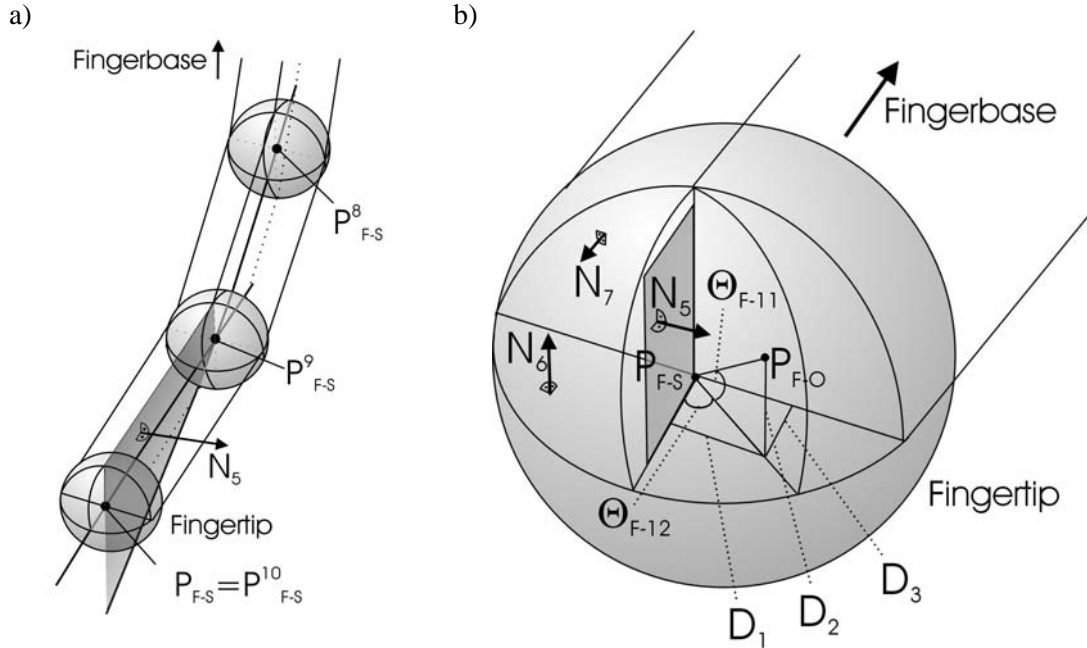 a)
Fingerbase
P⁸F-S
P⁹F-S
N₅
Fingertip
PF-S=P¹⁰F-S
b)
Fingerbase
N₇
N₅
ΘF-11
N₆
PF-S
PF-O
Fingertip
ΘF-12
D₃
D₂
D₁